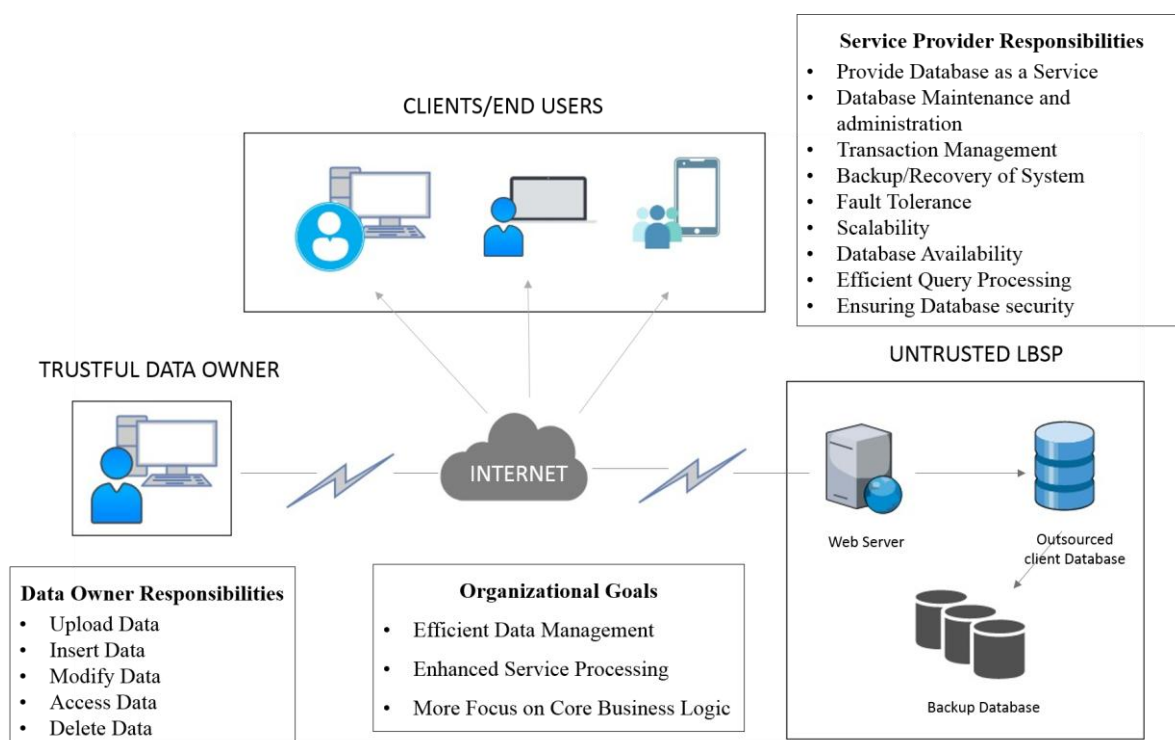 Service Provider Responsibilities
• Provide Database as a Service
• Database Maintenance and
administration
• Transaction Management
• Backup/Recovery of System
• Fault Tolerance
• Scalability
• Database Availability
• Efficient Query Processing
• Ensuring Database security
CLIENTS/END USERS
TRUSTFUL DATA OWNER
UNTRUSTED LBSP
INTERNET
Web Server
Outsourced
client Database
Backup Database
Data Owner Responsibilities
• Upload Data
• Insert Data
• Modify Data
• Access Data
• Delete Data
Organizational Goals
• Efficient Data Management
• Enhanced Service Processing
• More Focus on Core Business Logic